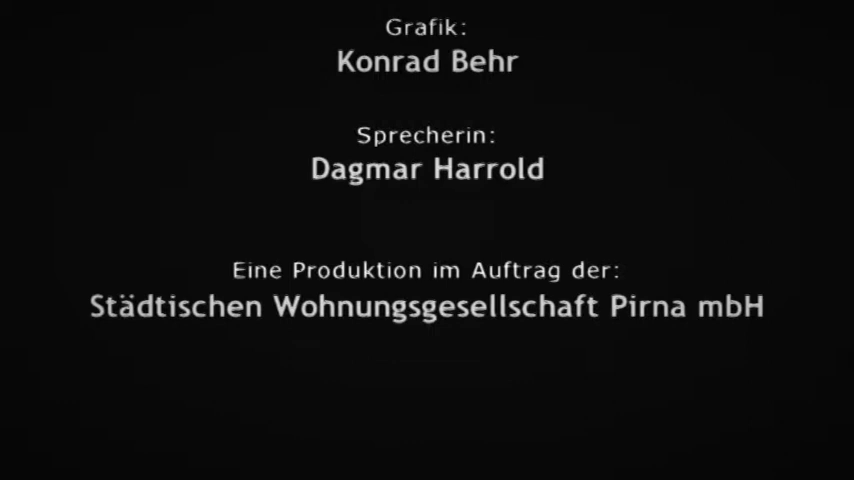 Grafik:
Konrad Behr
Sprecherin:
Dagmar Harrold
Eine Produktion im Auftrag der:
Städtischen Wohnungsgesellschaft Pirna mbH